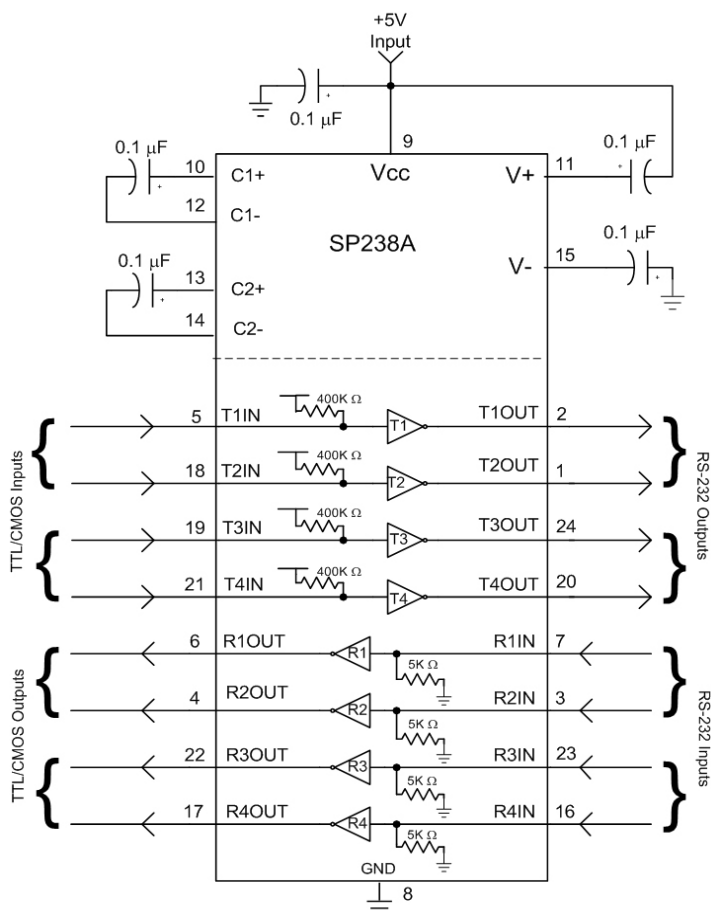 +5V
Input
0.1 µF
9
0.1 µF
10
C1+
Vcc
V+
11
0.1 µF
12
C1-
SP238A
0.1 µF
13
C2+
V-
15
0.1 µF
14
C2-
400K Ω
5
T1IN
T1
T1OUT
2
400K Ω
18
T2IN
T2
T2OUT
1
400K Ω
19
T3IN
T3
T3OUT
24
400K Ω
21
T4IN
T4
T4OUT
20
TTL/CMOS Inputs
RS-232 Outputs
6
R1OUT
R1
R1IN
7
5K Ω
4
R2OUT
R2
R2IN
3
5K Ω
22
R3OUT
R3
R3IN
23
5K Ω
17
R4OUT
R4
R4IN
16
5K Ω
TTL/CMOS Outputs
RS-232 Inputs
GND
8